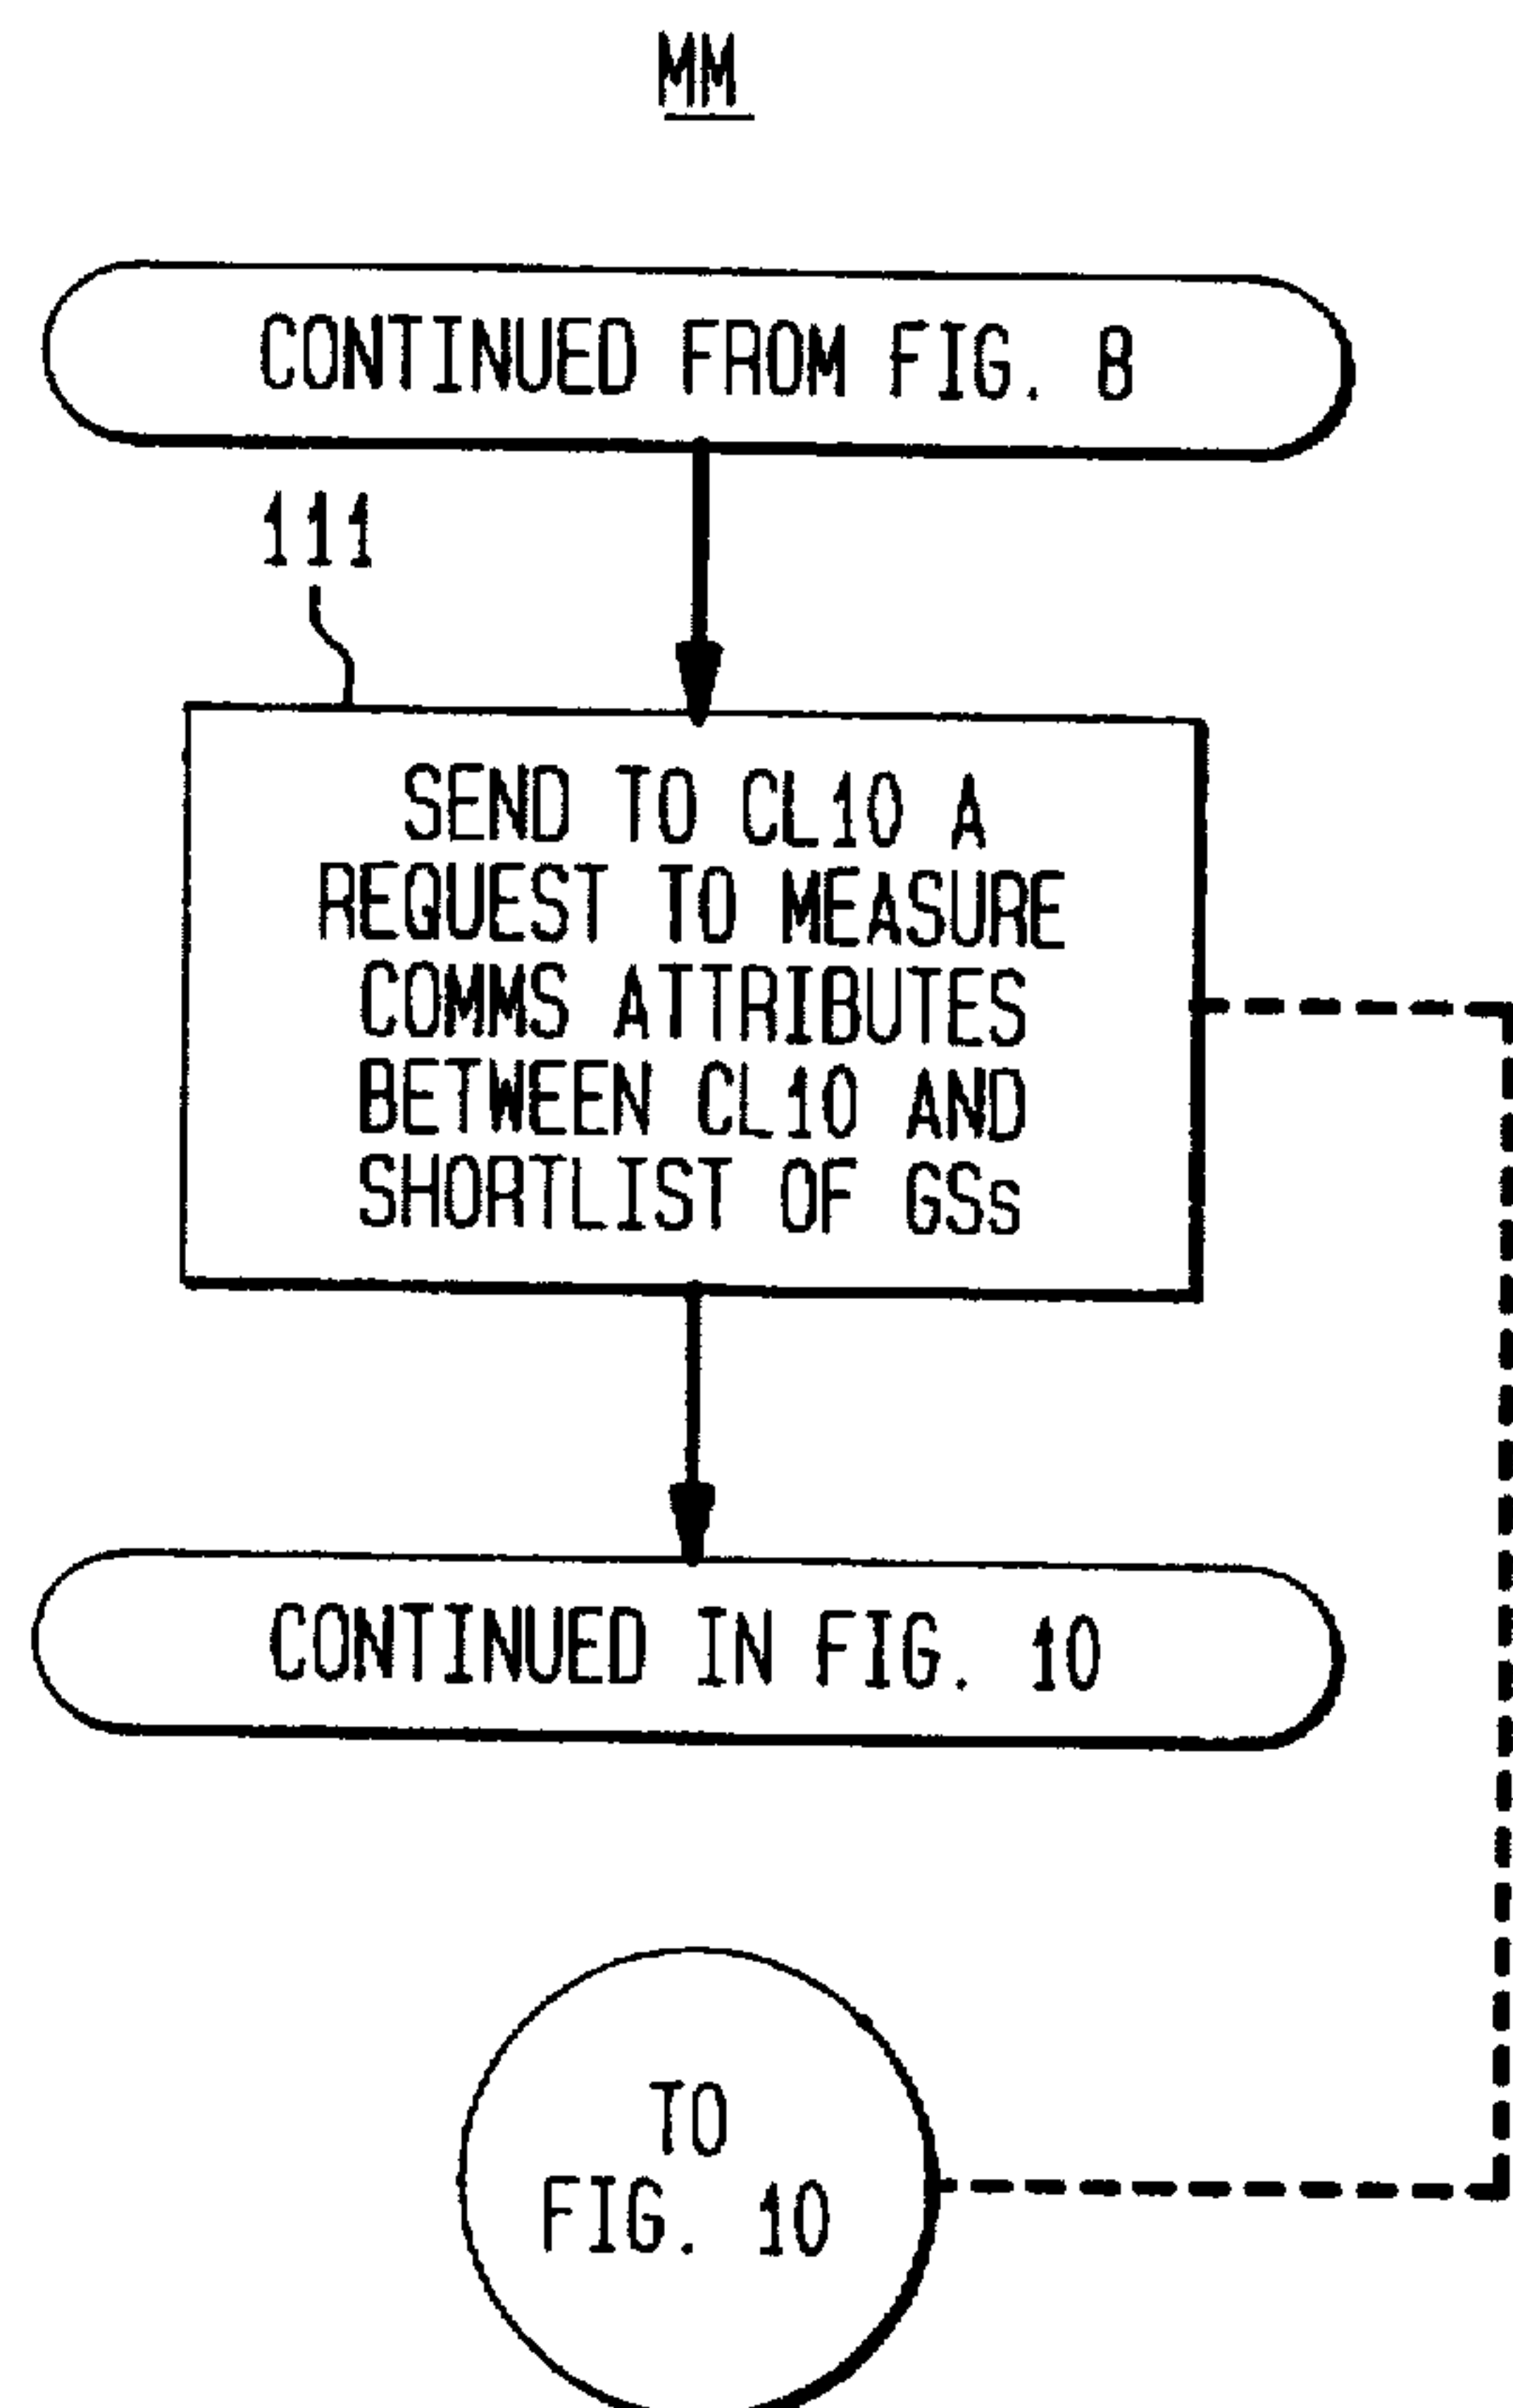 MM
CONTINUED FROM FIG. 8
111
SEND TO CL10 A
REQUEST TO MEASURE
COMMS ATTRIBUTES
BETWEEN CL10 AND
SHORTLIST OF GSs
CONTINUED IN FIG. 10
TO
FIG. 10